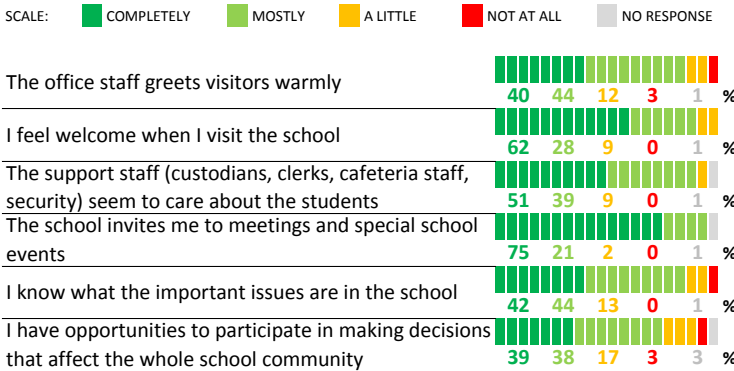 SCALE: COMPLETELY MOSTLY A LITTLE NOT AT ALL NO RESPONSE
The office staff greets visitors warmly
40 44 12 3 1 %
I feel welcome when I visit the school
62 28 9 0 1 %
The support staff (custodians, clerks, cafeteria staff,
security) seem to care about the students
51 39 9 0 1 %
The school invites me to meetings and special school
events
75 21 2 0 1 %
I know what the important issues are in the school
42 44 13 0 1 %
I have opportunities to participate in making decisions
that affect the whole school community
39 38 17 3 3 %